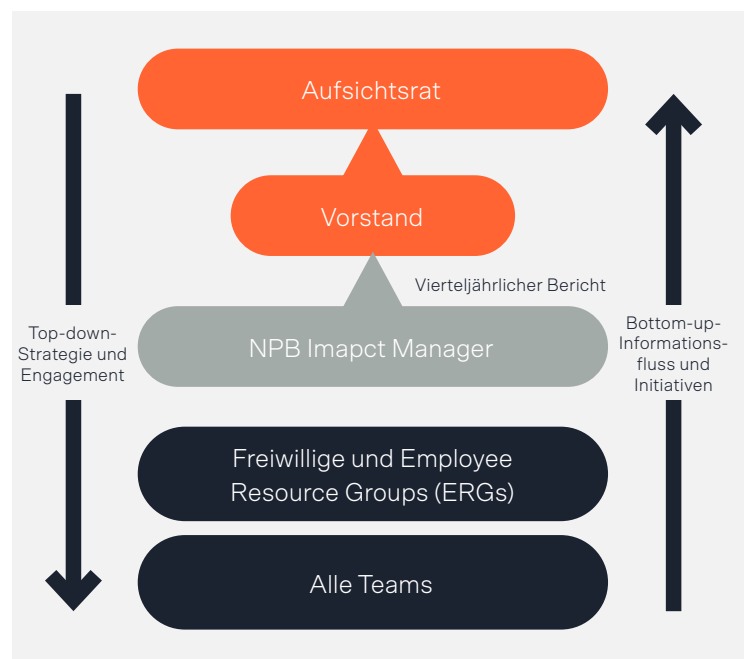 Aufsichtsrat
Vorstand
Vierteljährlicher Bericht
Top-down-
Strategie und
Engagement
NPB Imapct Manager
Bottom-up-
Informations-
fluss und
Initiativen
Freiwillige und Employee
Resource Groups (ERGs)
Alle Teams